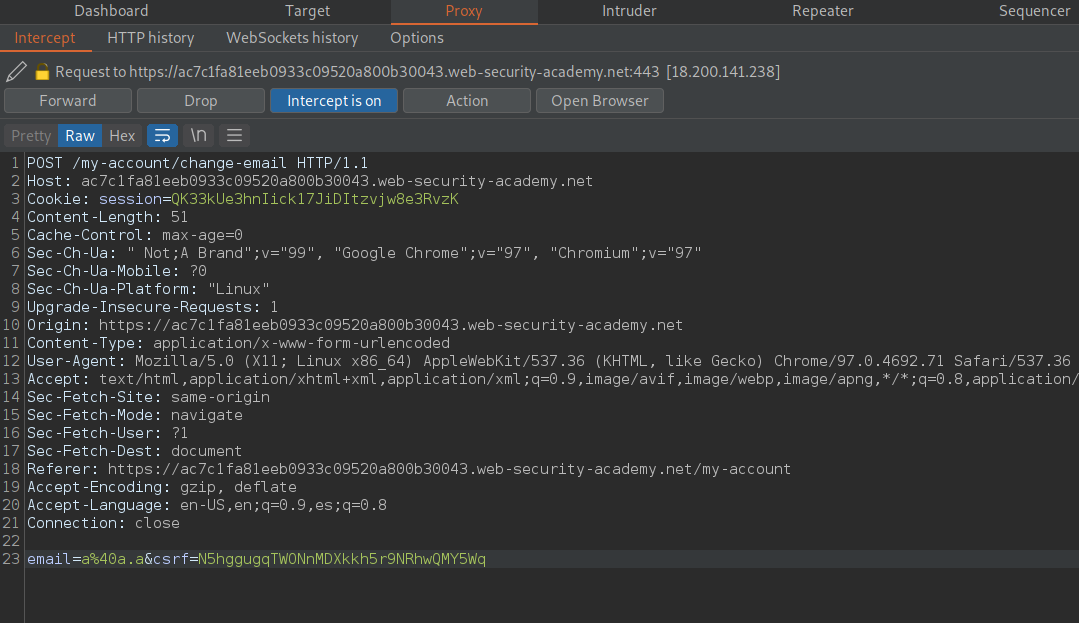 Dashboard Target Proxy Intruder Repeater Sequencer
Intercept HTTP history WebSockets history Options
Request to https://ac7c1fa81eeb0933c09520a800b30043.web-security-academy.net:443 [18.200.141.238]
Forward Drop Intercept is on Action Open Browser
Pretty Raw Hex \n
1 POST /my-account/change-email HTTP/1.1
2 Host: ac7c1fa81eeb0933c09520a800b30043.web-security-academy.net
3 Cookie: session=QK33kUe3hnIick17JiDItzvjw8e3RvzK
4 Content-Length: 51
5 Cache-Control: max-age=0
6 Sec-Ch-Ua: " Not;A Brand";v="99", "Google Chrome";v="97", "Chromium";v="97"
7 Sec-Ch-Ua-Mobile: ?0
8 Sec-Ch-Ua-Platform: "Linux"
9 Upgrade-Insecure-Requests: 1
10 Origin: https://ac7c1fa81eeb0933c09520a800b30043.web-security-academy.net
11 Content-Type: application/x-www-form-urlencoded
12 User-Agent: Mozilla/5.0 (X11; Linux x86_64) AppleWebKit/537.36 (KHTML, like Gecko) Chrome/97.0.4692.71 Safari/537.36
13 Accept: text/html,application/xhtml+xml,application/xml;q=0.9,image/avif,image/webp,image/apng,*/*;q=0.8,application/
14 Sec-Fetch-Site: same-origin
15 Sec-Fetch-Mode: navigate
16 Sec-Fetch-User: ?1
17 Sec-Fetch-Dest: document
18 Referer: https://ac7c1fa81eeb0933c09520a800b30043.web-security-academy.net/my-account
19 Accept-Encoding: gzip, deflate
20 Accept-Language: en-US,en;q=0.9,es;q=0.8
21 Connection: close
22
23 email=a%40a.a&csrf=N5hggugqTWONnMDXkkh5r9NRhwQMY5Wq